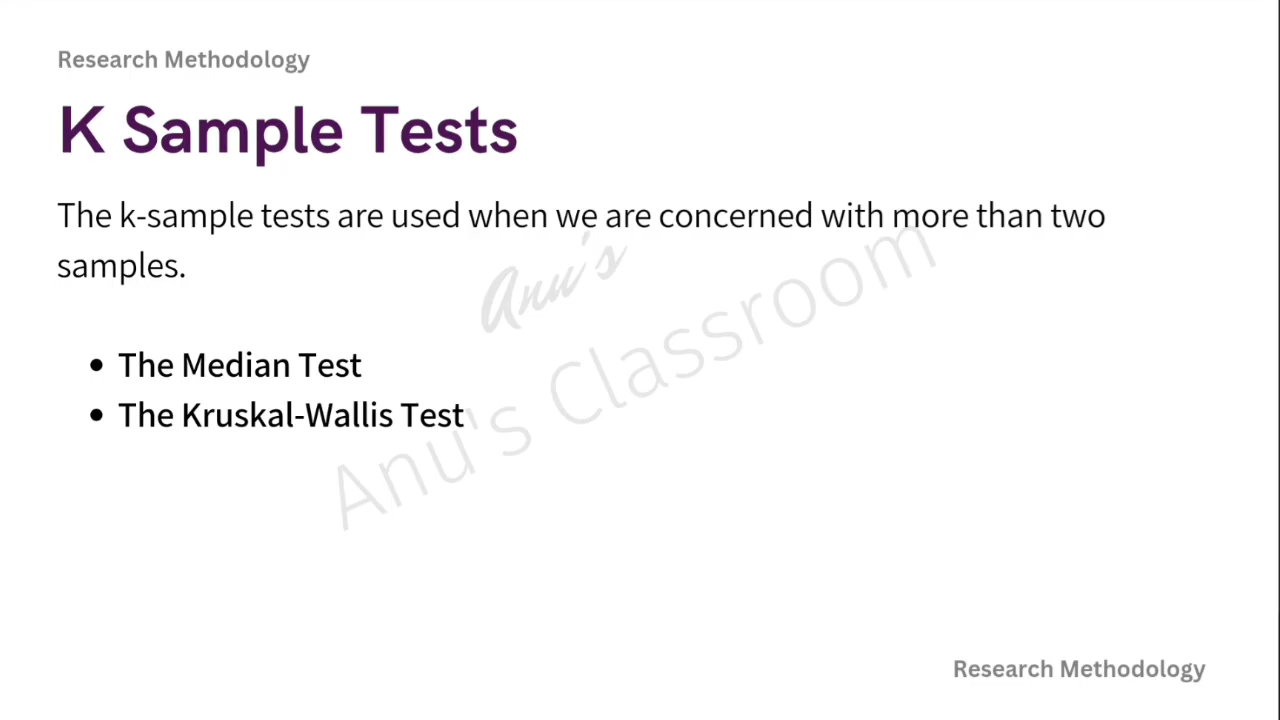 Research Methodology
K Sample Tests
The k-sample tests are used when we are concerned with more than two
samples.
Anu's
Anu's Classroom
• The Median Test
• The Kruskal-Wallis Test
Research Methodology